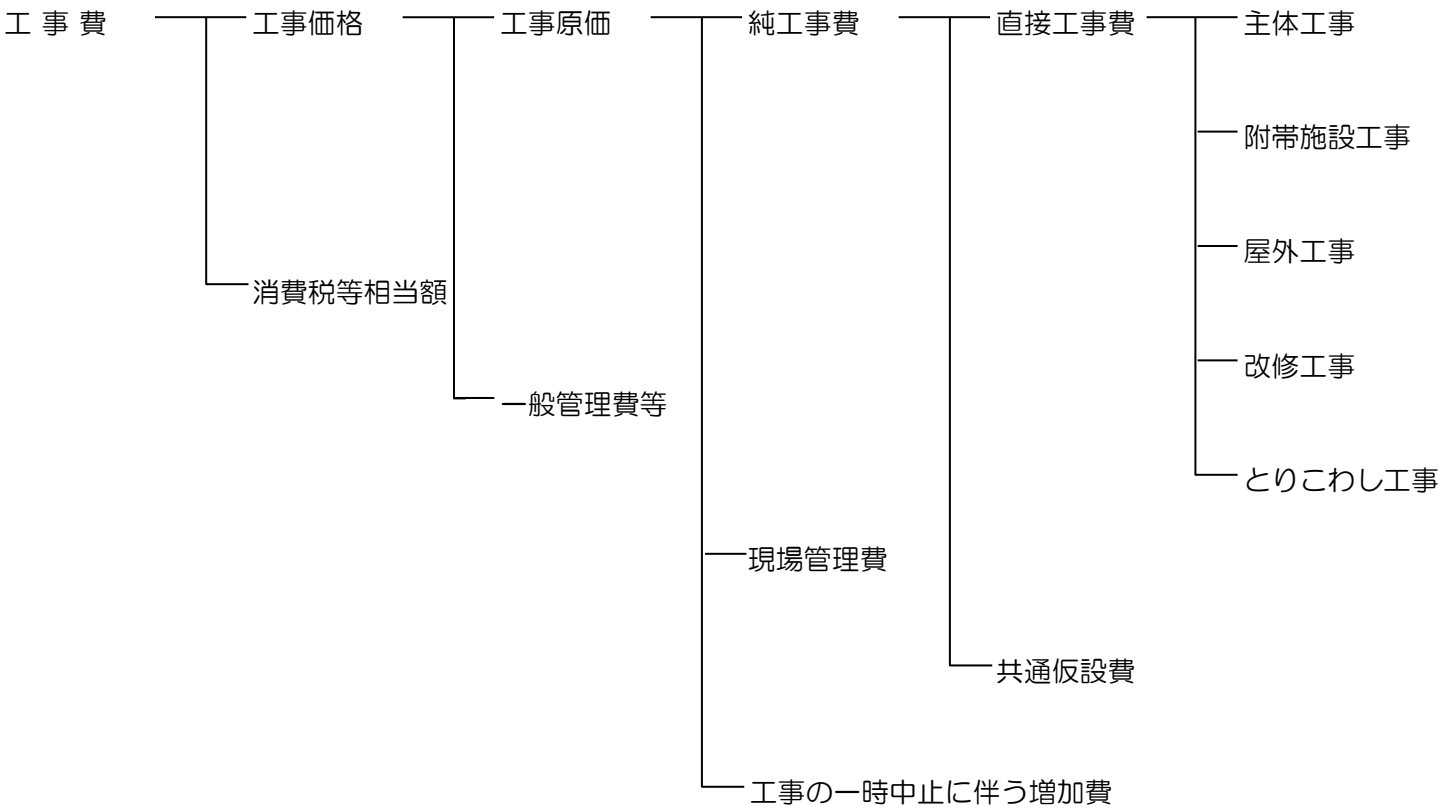 工 事 費 工事価格 工事原価 純工事費 直接工事費 主体工事
附帯施設工事
屋外工事
消費税等相当額
改修工事
一般管理費等
とりこわし工事
現場管理費
共通仮設費
工事の一時中止に伴う増加費